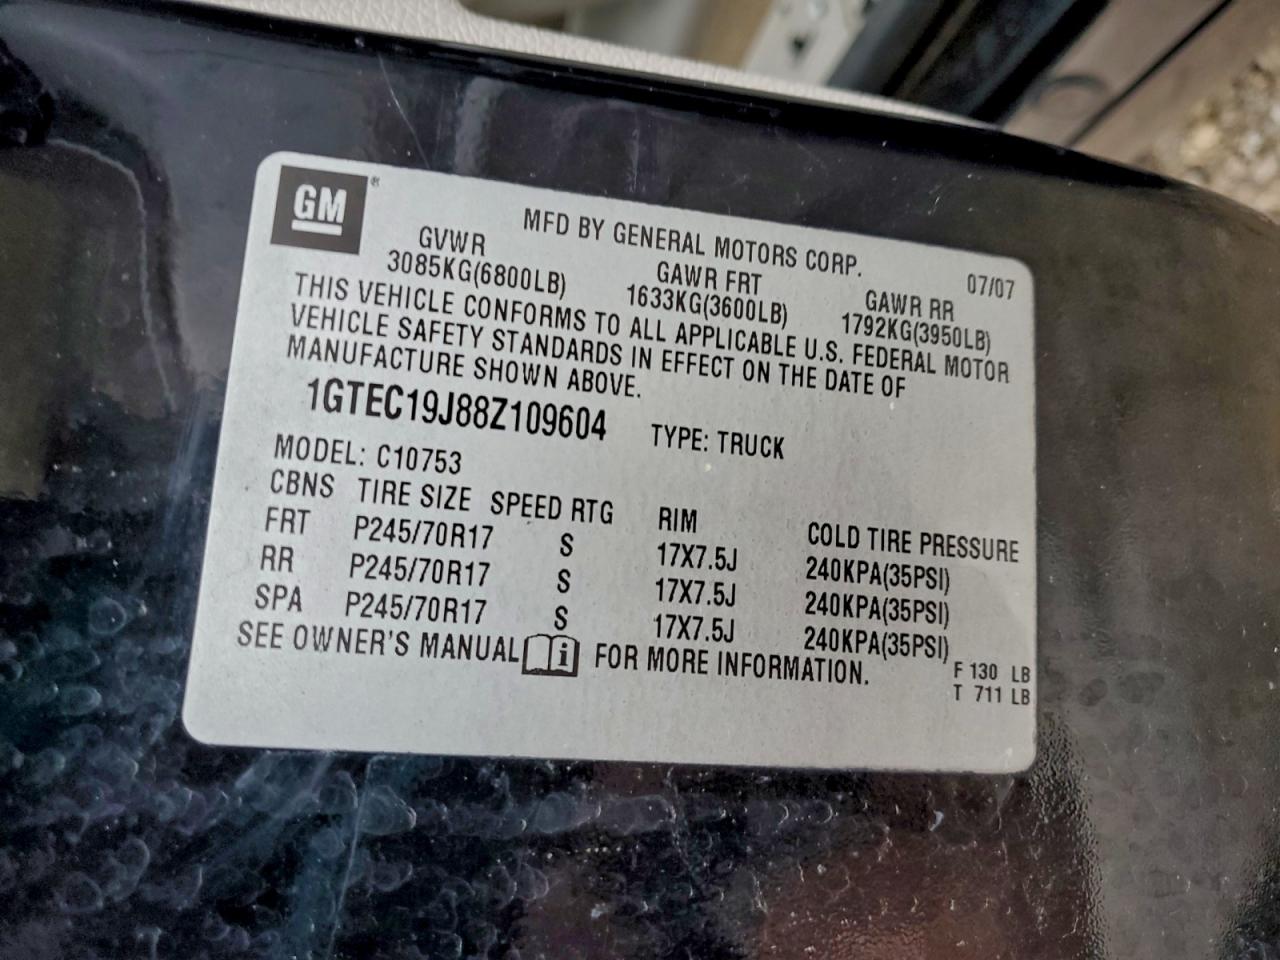 GM®
MFD BY GENERAL MOTORS CORP.
07/07
GVWR GAWR FRT GAWR RR
3085KG(6800LB) 1633KG(3600LB) 1792KG(3950LB)
THIS VEHICLE CONFORMS TO ALL APPLICABLE U.S. FEDERAL MOTOR
VEHICLE SAFETY STANDARDS IN EFFECT ON THE DATE OF
MANUFACTURE SHOWN ABOVE.
1GTEC19J88Z109604 TYPE: TRUCK
MODEL: C10753
CBNS TIRE SIZE SPEED RTG RIM COLD TIRE PRESSURE
FRT P245/70R17 S 17X7.5J 240KPA(35PSI)
RR P245/70R17 S 17X7.5J 240KPA(35PSI)
SPA P245/70R17 S 17X7.5J 240KPA(35PSI)
SEE OWNER'S MANUAL i FOR MORE INFORMATION.
F 130 LB
T 711 LB